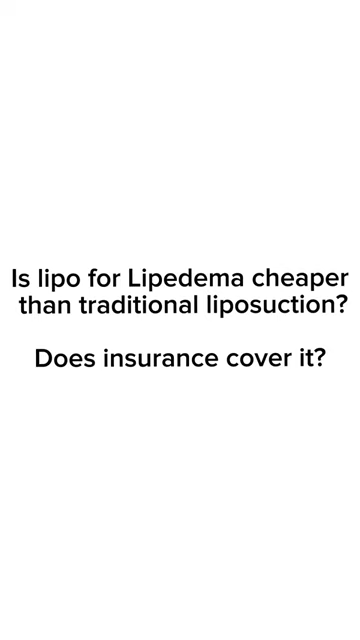 Is lipo for Lipedema cheaper
than traditional liposuction?
Does insurance cover it?